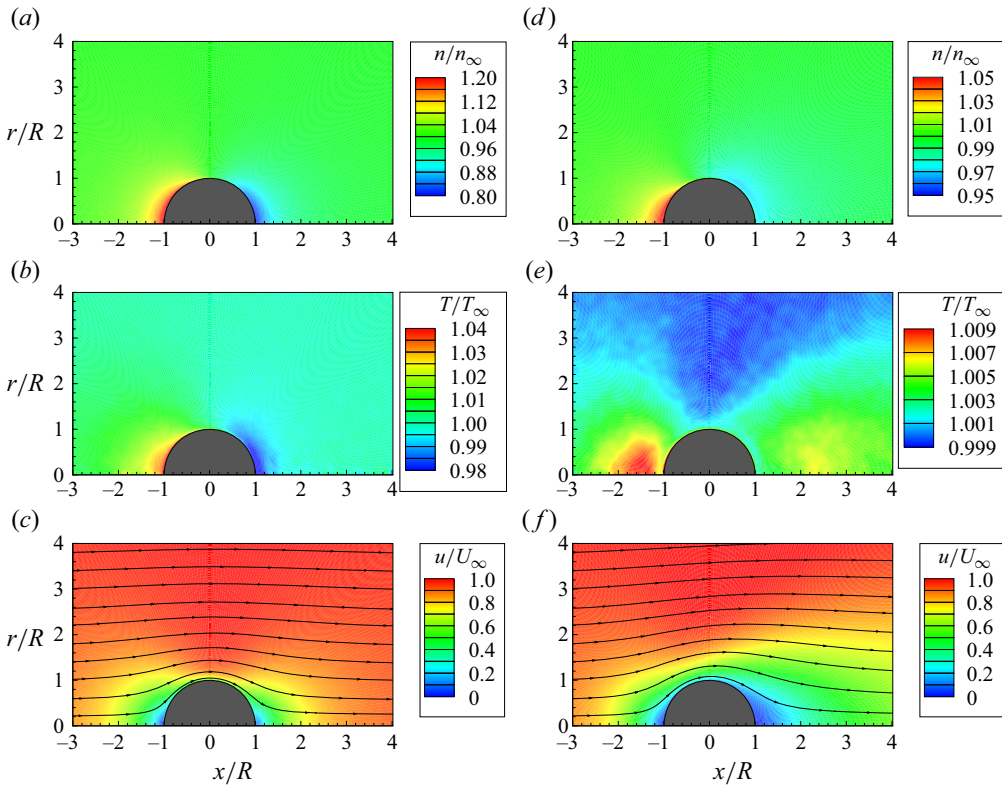 (a)
n/n∞
1.20
1.12
1.04
0.96
0.88
0.80
r/R
4
3
2
1
0
−3 −2 −1 0 1 2 3 4
(d)
n/n∞
1.05
1.03
1.01
0.99
0.97
0.95
4
3
2
1
0
−3 −2 −1 0 1 2 3 4
(b)
T/T∞
1.04
1.03
1.02
1.00
0.99
0.98
r/R
4
3
2
1
0
−3 −2 −1 0 1 2 3 4
(e)
T/T∞
1.009
1.007
1.005
1.003
1.001
0.999
4
3
2
1
0
−3 −2 −1 0 1 2 3 4
(c)
u/U∞
1.0
0.8
0.6
0.4
0.2
0
r/R
4
3
2
1
0
−3 −2 −1 0 1 2 3 4
x/R
(f)
u/U∞
1.0
0.8
0.6
0.4
0.2
0
4
3
2
1
0
−3 −2 −1 0 1 2 3 4
x/R